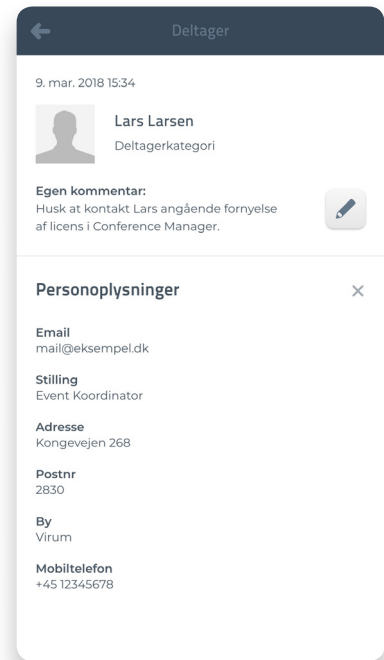 Deltager
9. mar. 2018 15:34
Lars Larsen
Deltagerkategori
Egen kommentar:
Husk at kontakt Lars angående fornyelse
af licens i Conference Manager.
Personoplysninger
Email
mail@eksempel.dk
Stilling
Event Koordinator
Adresse
Kongevejen 268
Postnr
2830
By
Virum
Mobiltelefon
+45 12345678